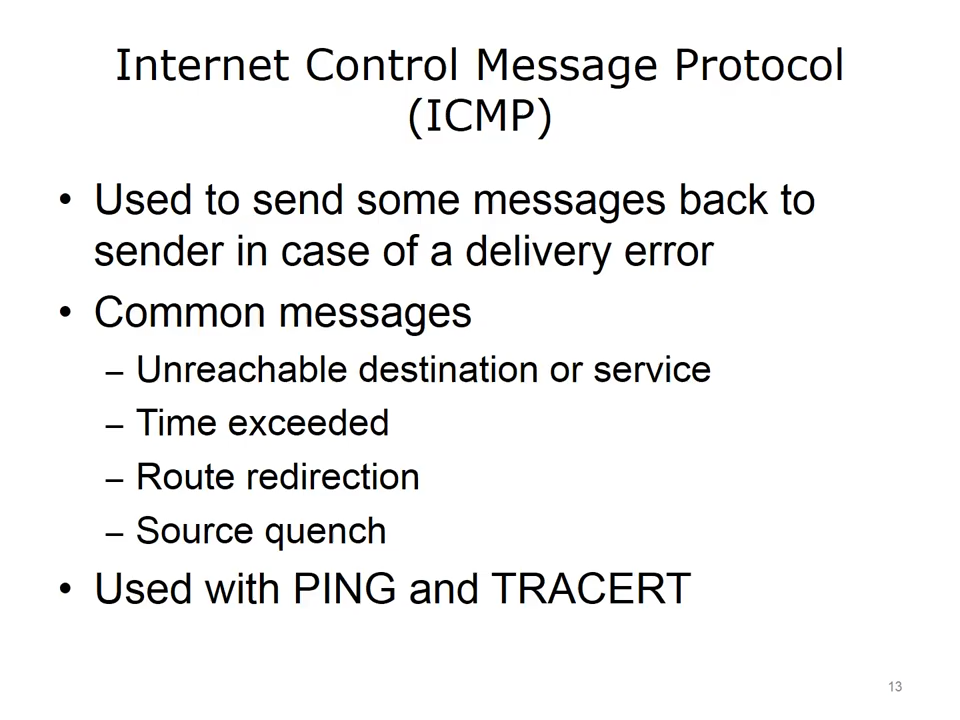 Internet Control Message Protocol
(ICMP)
• Used to send some messages back to
sender in case of a delivery error
• Common messages
– Unreachable destination or service
– Time exceeded
– Route redirection
– Source quench
• Used with PING and TRACERT
13